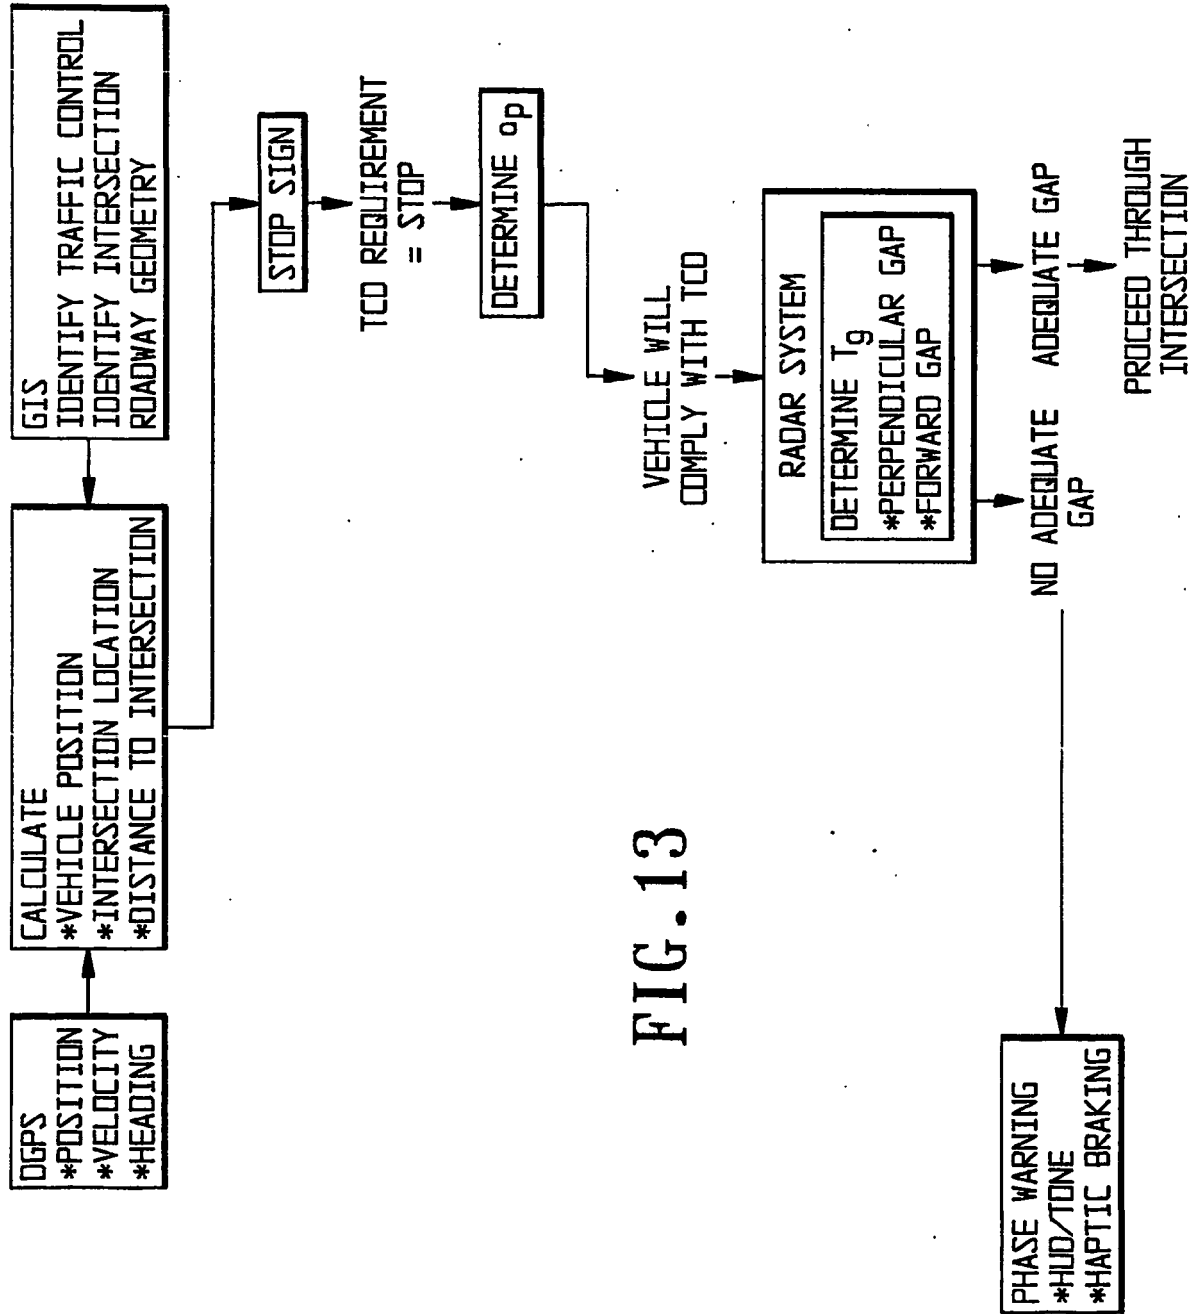 DGPS
*POSITION
*VELOCITY
*HEADING
CALCULATE
*VEHICLE POSITION
*INTERSECTION LOCATION
*DISTANCE TO INTERSECTION
GIS
IDENTIFY TRAFFIC CONTROL
IDENTIFY INTERSECTION
ROADWAY GEOMETRY
STOP SIGN
TCD REQUIREMENT
= STOP
DETERMINE ap
VEHICLE WILL
COMPLY WITH TCD
RADAR SYSTEM
DETERMINE Tg
*PERPENDICULAR GAP
*FORWARD GAP
NO ADEQUATE
GAP
ADEQUATE GAP
PROCEED THROUGH
INTERSECTION
PHASE WARNING
*HUD/TONE
*HAPTIC BRAKING
FIG.13